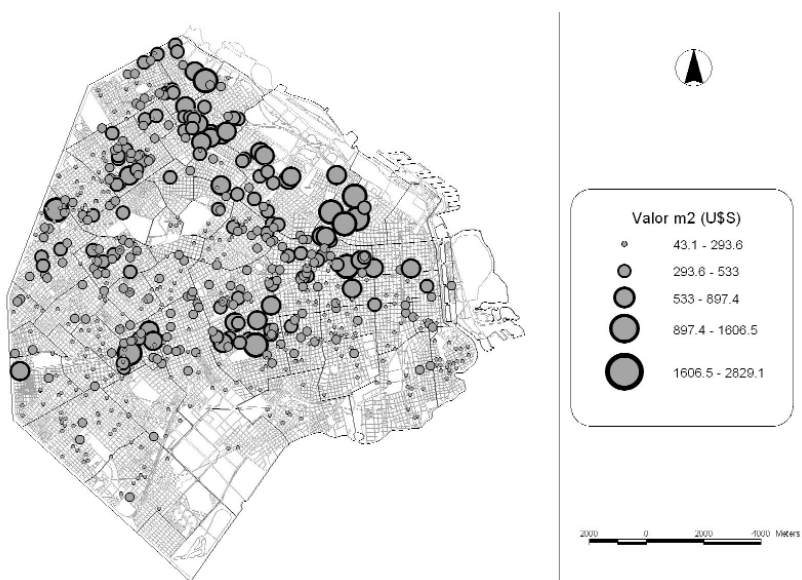 Valor m2 (U$S)
43.1 - 293.6
293.6 - 533
533 - 897.4
897.4 - 1606.5
1606.5 - 2829.1
2000 0 2000 4000 Meters